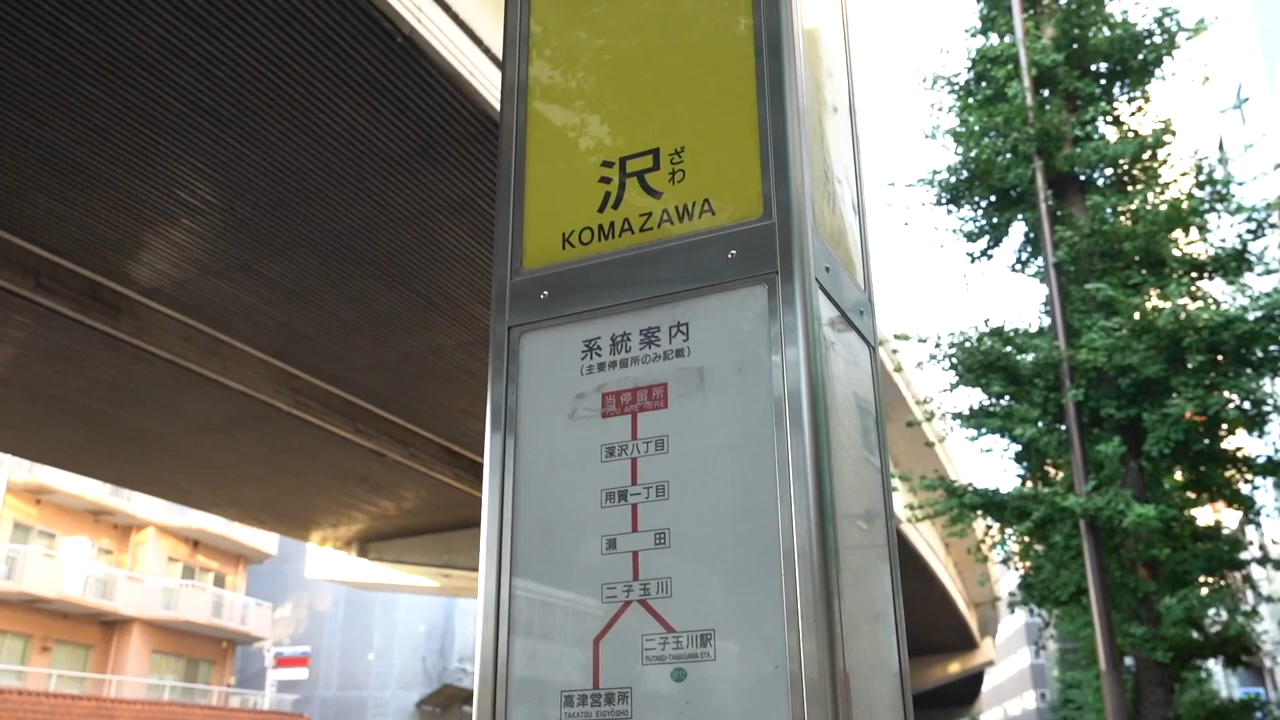 沢
ざわ
KOMAZAWA
系統案内
(主要停留所のみ記載)
当停留所
YOU ARE HERE
深沢八丁目
用賀一丁目
瀬田
二子玉川
二子玉川駅
FUTAKO-TAMAGAWA STA.
高津営業所
TAKATSU EIGYŌSHO